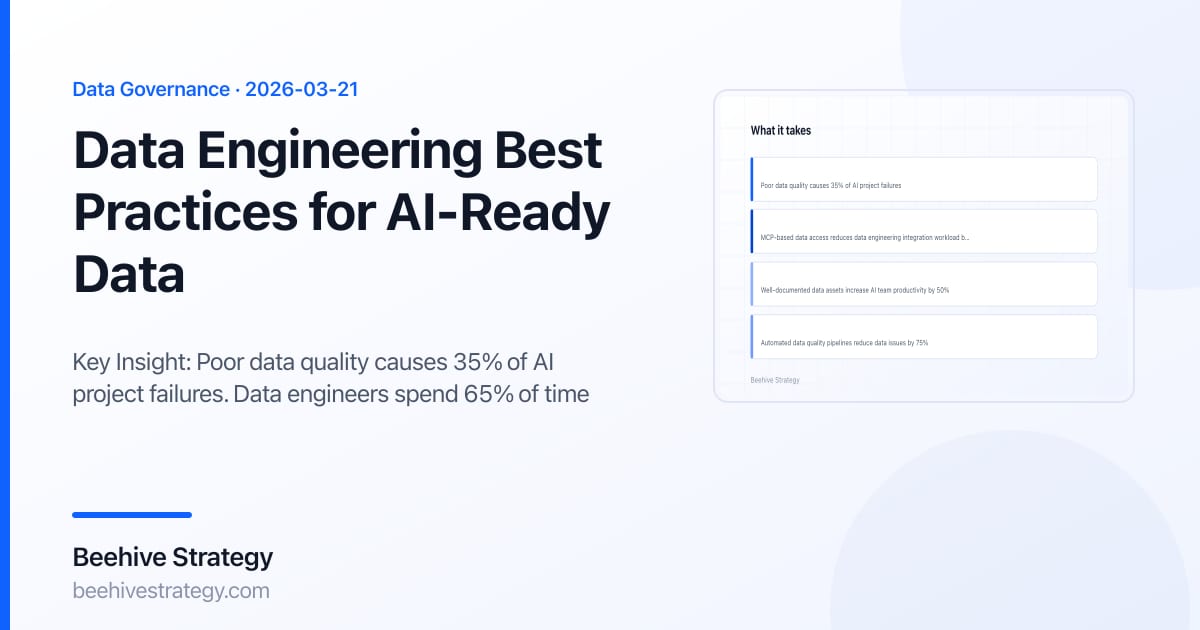 Data Governance · 2026-03-21
Data Engineering Best
Practices for AI-Ready
Data
Key Insight: Poor data quality causes 35% of AI
project failures. Data engineers spend 65% of time
Beehive Strategy
beehivestrategy.com
What it takes
Poor data quality causes 35% of AI project failures
MCP-based data access reduces data engineering integration workload b...
Well-documented data assets increase AI team productivity by 50%
Automated data quality pipelines reduce data issues by 75%
Beehive Strategy